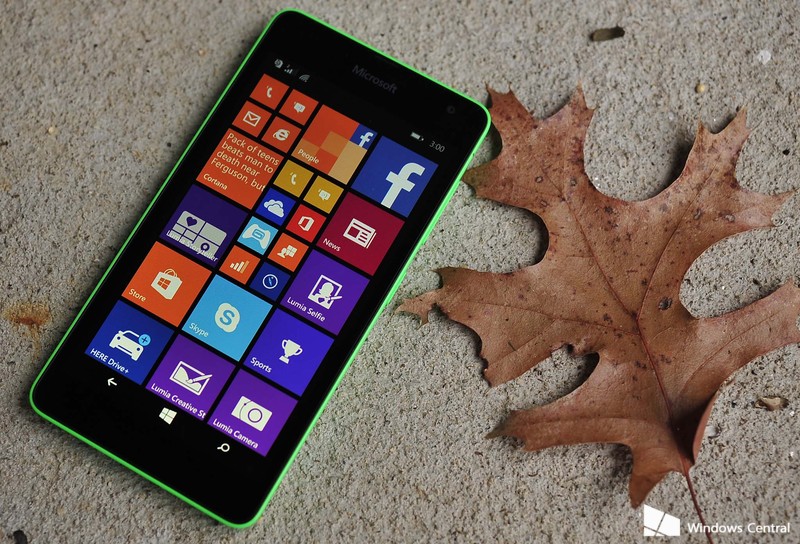 Microsoft
3:00
People
Pack of teens
beats man to
death near
Ferguson, but
Cortana
News
Lumia Selfie
Store
Skype
Sports
HERE Drive+
Lumia Creative St
Lumia Camera
Windows Central